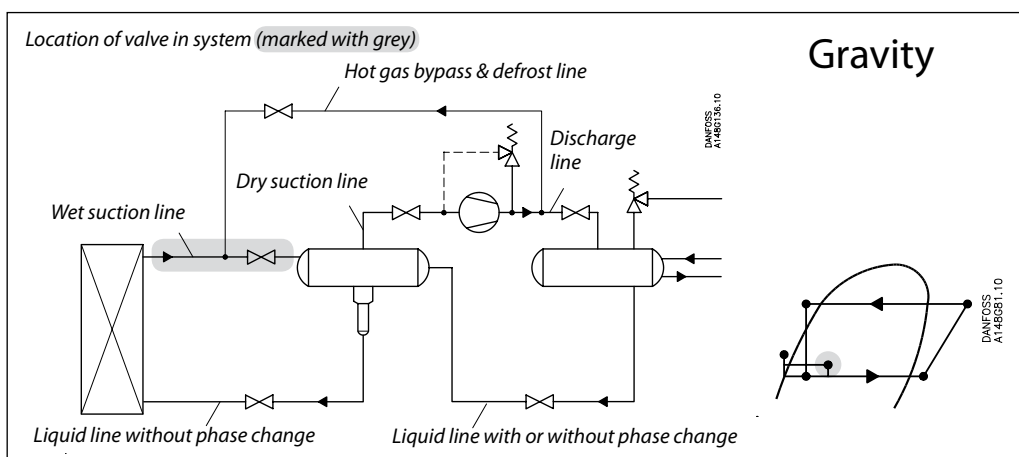 Location of valve in system (marked with grey)
Gravity
Hot gas bypass & defrost line
DANFOSS
A148G136.10
Discharge
line
Dry suction line
Wet suction line
DANFOSS
A148G81.10
Liquid line without phase change
Liquid line with or without phase change